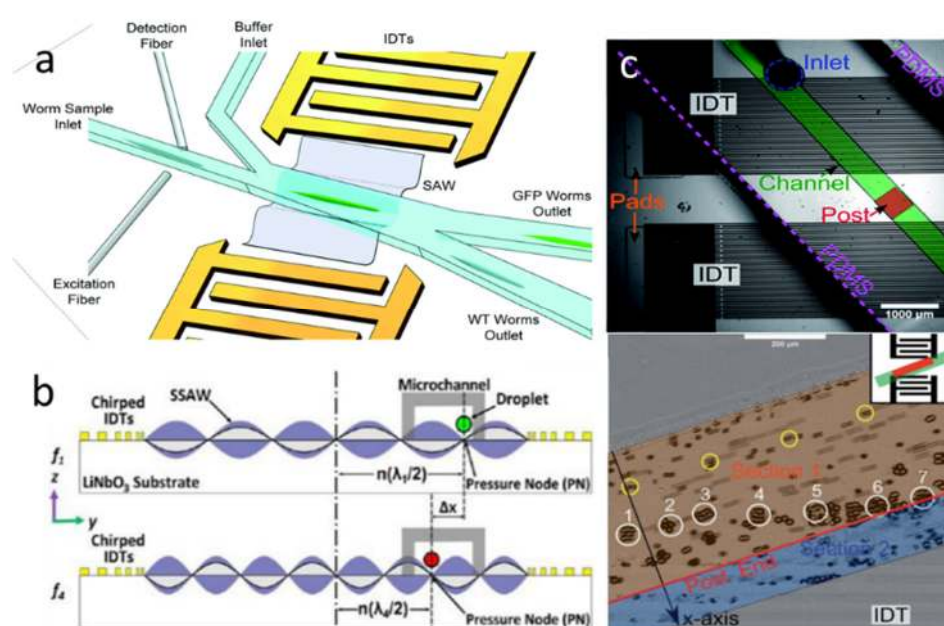 a
Detection
Fiber
Buffer
Inlet
IDTs
Worm Sample
Inlet
SAW
GFP Worms
Outlet
Excitation
Fiber
WT Worms
Outlet
b
SSAW
Microchannel
Droplet
Chirped
IDTs
f₁
z
LiNbO₃ Substrate
n(λ₁/2)
Pressure Node (PN)
y
Δx
Chirped
IDTs
f₄
n(λ₄/2)
Pressure Node (PN)
c
Inlet
PDMS
IDT
Channel
Pads
Post
IDT
PDMS
1000 μm
200 μm
Section 1
1
2
3
4
5
6
7
Post End
Section 2
x-axis
IDT